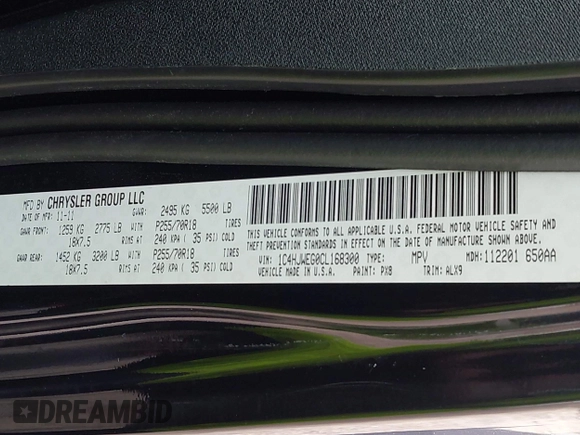 MFD BY CHRYSLER GROUP LLC
DATE OF MFR: 11-11 GVWR: 2495 KG 5500 LB
GAWR FRONT: 1259 KG 2775 LB P255/70R18 TIRES
18X7.5 RIMS AT 240 KPA ( 35 PSI) COLD
GAWR REAR: 1452 KG 3200 LB P255/70R18 TIRES
18X7.5 RIMS AT 240 KPA ( 35 PSI) COLD
THIS VEHICLE CONFORMS TO ALL APPLICABLE U.S.A. FEDERAL MOTOR VEHICLE SAFETY AND
THEFT PREVENTION STANDARDS IN EFFECT ON THE DATE OF MANUFACTURE SHOWN ABOVE.
VIN: 1C4HJWEG0CL168300 TYPE: MPV MDH: 112201 650AA
VEHICLE MADE IN U.S.A. PAINT: PX8 TRIM: ALX9
DREAMBID